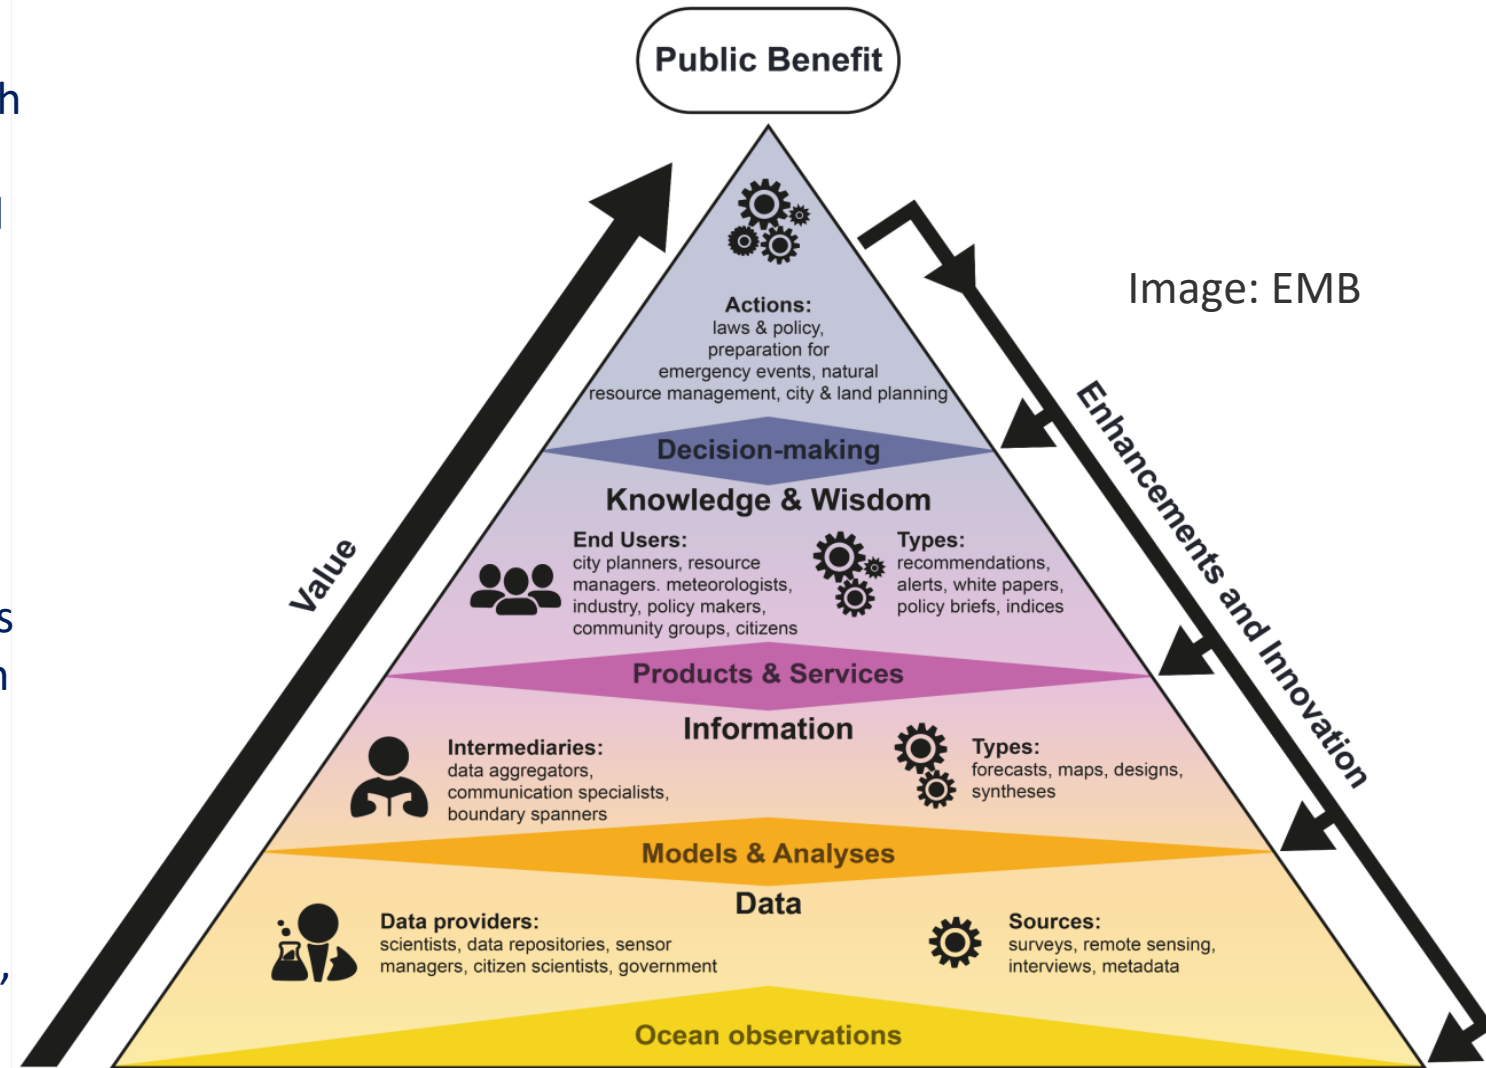 Public Benefit
h
Image: EMB
Actions:
laws & policy,
preparation for
emergency events, natural
resource management, city & land planning
Decision-making
Knowledge & Wisdom
End Users:
city planners, resource
managers. meteorologists,
industry, policy makers,
community groups, citizens
Types:
recommendations,
alerts, white papers,
policy briefs, indices
Value
Enhancements and Innovation
s
n
Products & Services
Information
Intermediaries:
data aggregators,
communication specialists,
boundary spanners
Types:
forecasts, maps, designs,
syntheses
Models & Analyses
Data
Data providers:
scientists, data repositories, sensor
managers, citizen scientists, government
Sources:
surveys, remote sensing,
interviews, metadata
,
Ocean observations